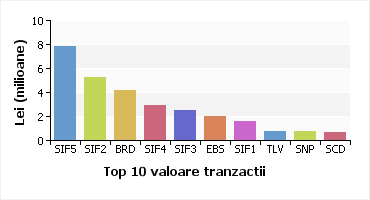 Lei (milioane)
10
8
6
4
2
0
SIF5 SIF2 BRD SIF4 SIF3 EBS SIF1 TLV SNP SCD
Top 10 valoare tranzactii